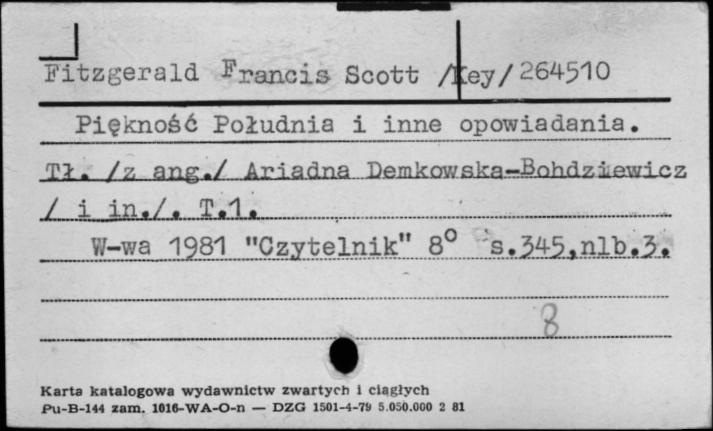 Fitzgerald Francis Scott /Key/ 264510
Piękność Południa i inne opowiadania.
Tł. /z ang./ Ariadna Demkowska-Bohdziewicz
/ i in./. T.1.
W-wa 1981 "Czytelnik" 8° s.345,nlb.3.
8
Karta katalogowa wydawnictw zwartych i ciągłych
Pu-B-144 zam. 1016-WA-O-n — DZG 1501-4-79 5.050.000 2 81